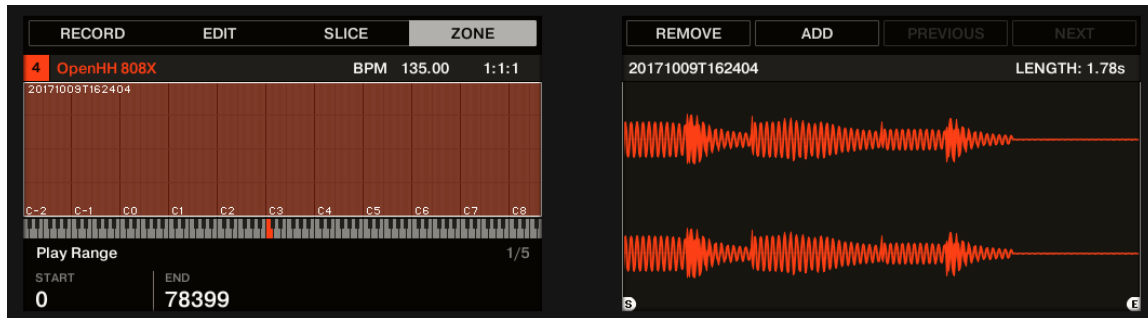 RECORD EDIT SLICE ZONE
4 OpenHH 808X BPM 135.00 1:1:1
20171009T162404
C-2 C-1 C0 C1 C2 C3 C4 C5 C6 C7 C8
Play Range 1/5
START END
0 78399
REMOVE ADD PREVIOUS NEXT
20171009T162404 LENGTH: 1.78s
S E